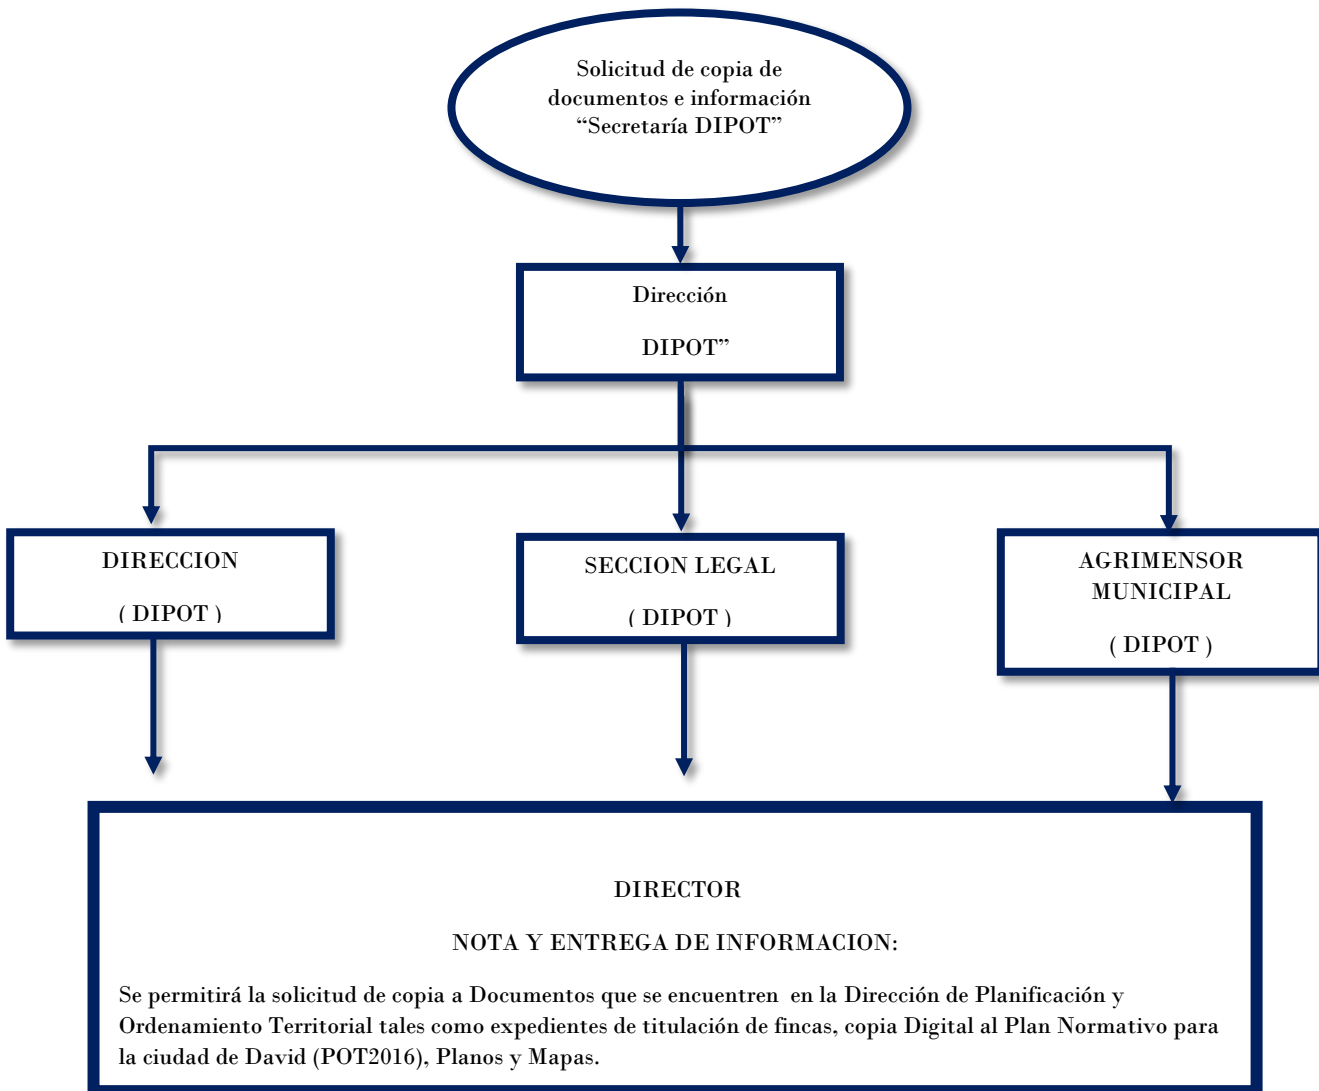 Solicitud de copia de
documentos e información
“Secretaría DIPOT”
Dirección
DIPOT”
DIRECCION
( DIPOT )
SECCION LEGAL
( DIPOT )
AGRIMENSOR
MUNICIPAL
( DIPOT )
DIRECTOR
NOTA Y ENTREGA DE INFORMACION:
Se permitirá la solicitud de copia a Documentos que se encuentren en la Dirección de Planificación y
Ordenamiento Territorial tales como expedientes de titulación de fincas, copia Digital al Plan Normativo para
la ciudad de David (POT2016), Planos y Mapas.